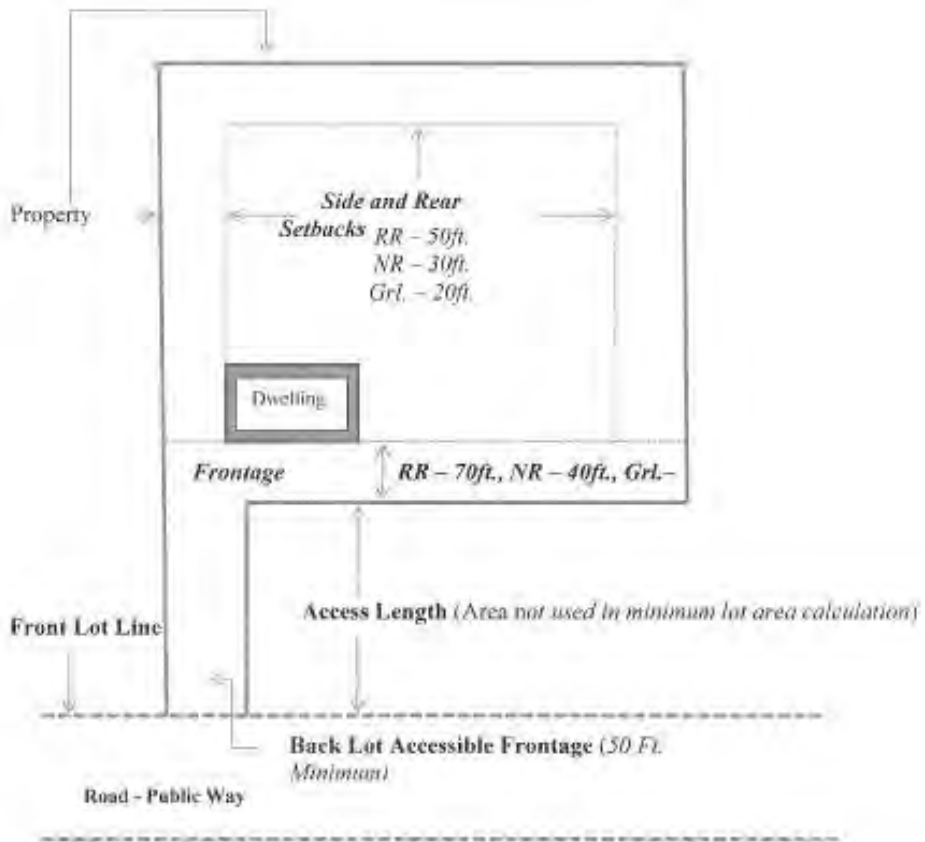 Property
Side and Rear
Setbacks
RR – 50ft.
NR – 30ft.
Grl. – 20ft.
Dwelling
Frontage
RR – 70ft., NR – 40ft., Grl.–
Access Length (Area not used in minimum lot area calculation)
Front Lot Line
Back Lot Accessible Frontage (50 Ft.
Minimum)
Road - Public Way